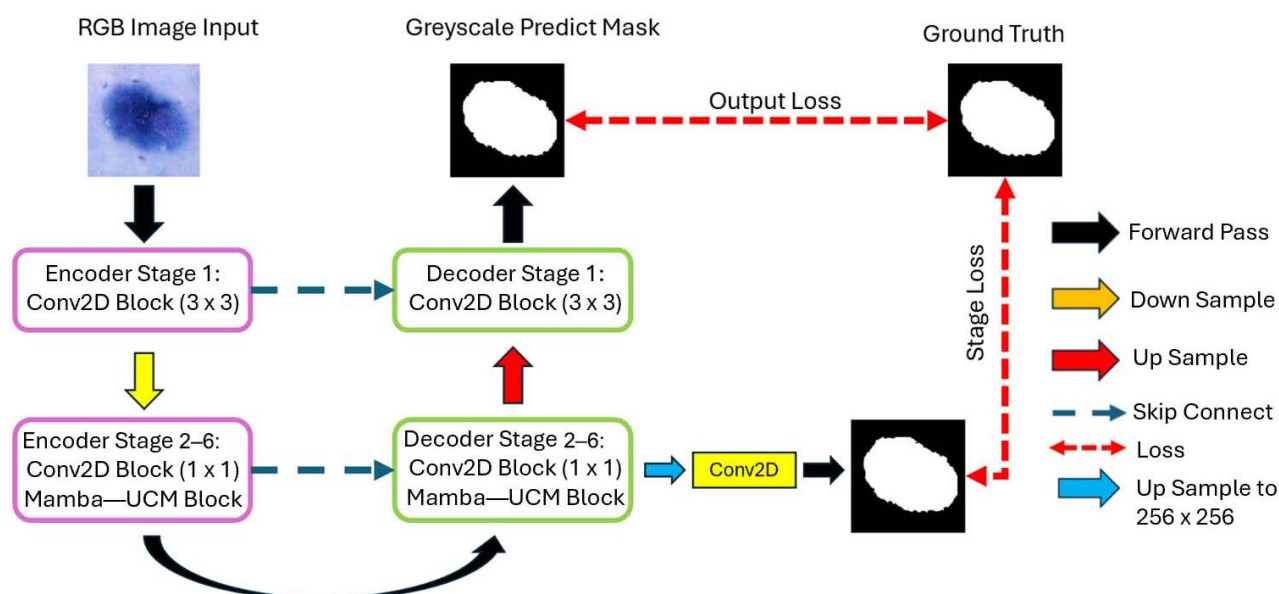 RGB Image Input
Greyscale Predict Mask
Ground Truth
Output Loss
Stage Loss
Encoder Stage 1:
Conv2D Block (3 x 3)
Decoder Stage 1:
Conv2D Block (3 x 3)
Encoder Stage 2–6:
Conv2D Block (1 x 1)
Mamba—UCM Block
Decoder Stage 2–6:
Conv2D Block (1 x 1)
Mamba—UCM Block
Conv2D
Forward Pass
Down Sample
Up Sample
Skip Connect
Loss
Up Sample to
256 x 256